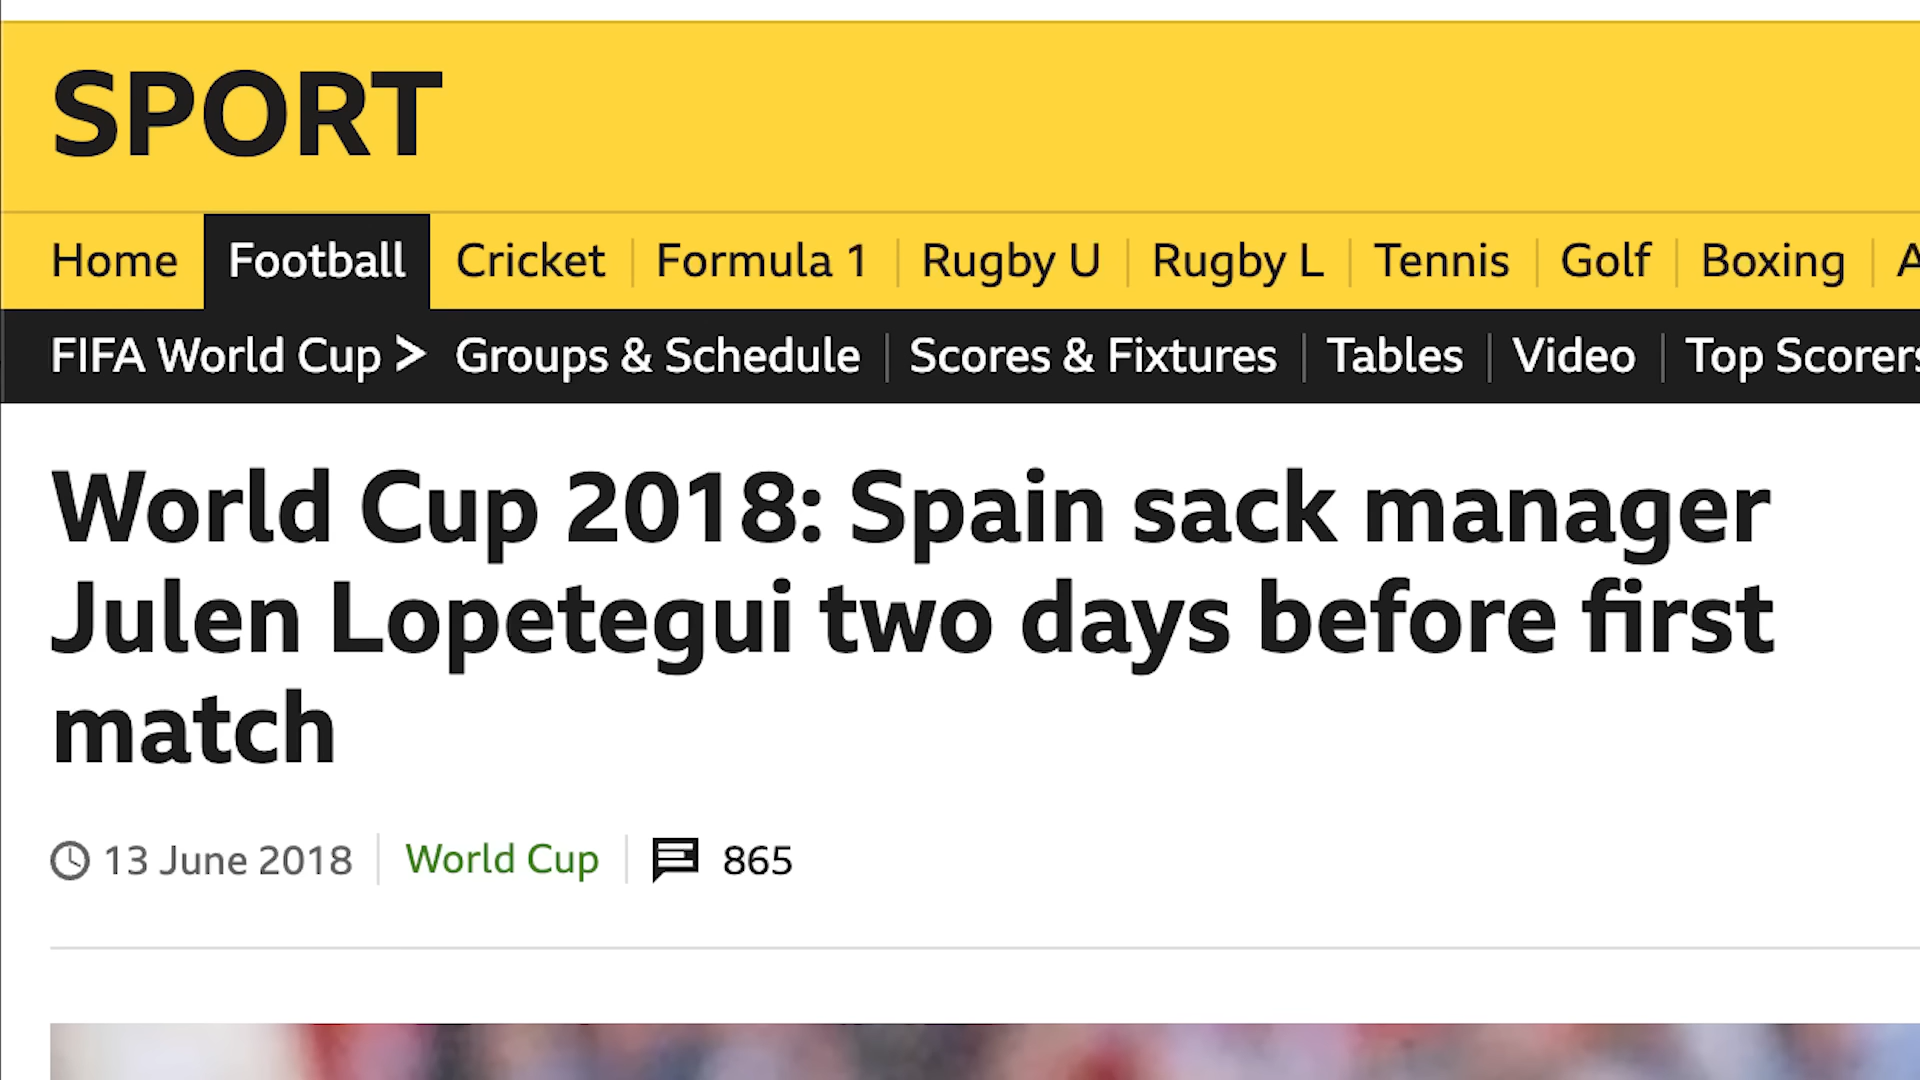 SPORT
Home Football Cricket Formula 1 Rugby U Rugby L Tennis Golf Boxing
FIFA World Cup > Groups & Schedule Scores & Fixtures Tables Video Top Scorers
World Cup 2018: Spain sack manager
Julen Lopetegui two days before first
match
13 June 2018 World Cup 865